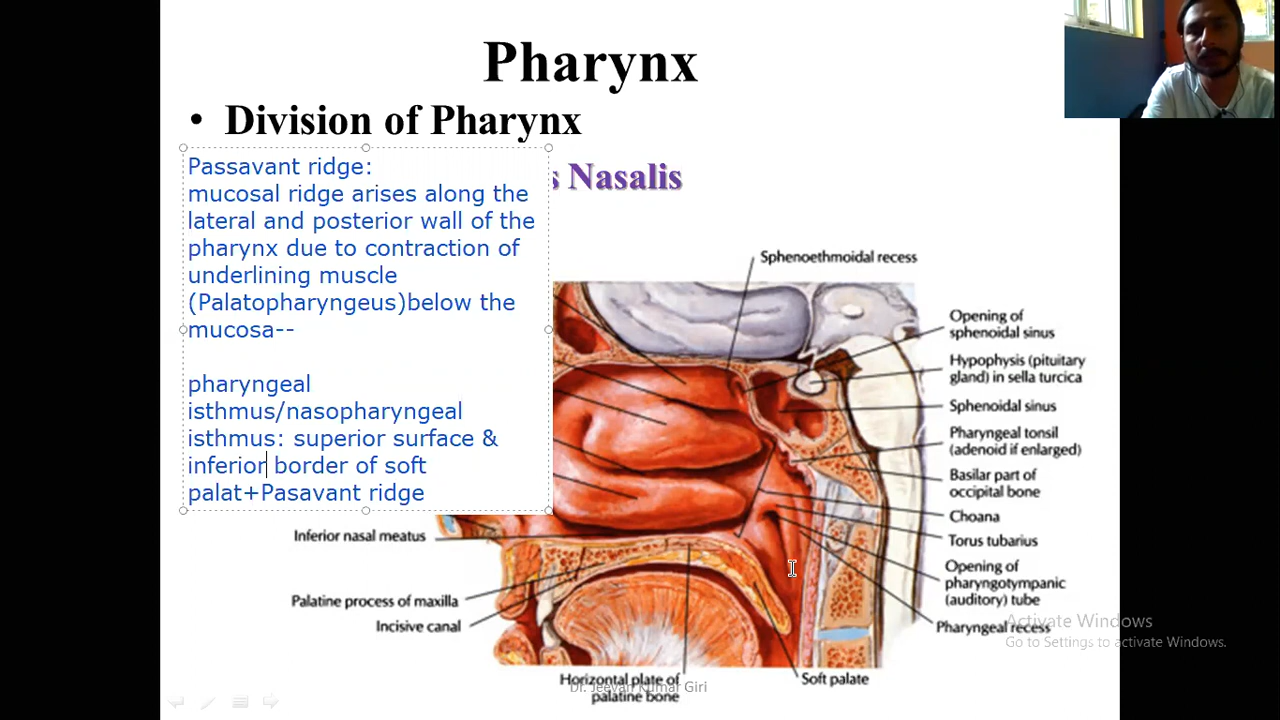 Pharynx
• Division of Pharynx
s Nasalis
Passavant ridge:
mucosal ridge arises along the
lateral and posterior wall of the
pharynx due to contraction of
underlining muscle
(Palatopharyngeus)below the
mucosa--
pharyngeal
isthmus/nasopharyngeal
isthmus: superior surface &
inferior border of soft
palat+Pasavant ridge
Sphenoethmoidal recess
Opening of
sphenoidal sinus
Hypophysis (pituitary
gland) in sella turcica
Sphenoidal sinus
Pharyngeal tonsil
(adenoid if enlarged)
Basilar part of
occipital bone
Choana
Torus tubarius
Opening of
pharyngotympanic
(auditory) tube
Pharyngeal recess
Inferior nasal meatus
Palatine process of maxilla
Incisive canal
Horizontal plate of
palatine bone
Soft palate
Dr. Jeevan Kumar Giri
Activate Windows
Go to Settings to activate Windows.